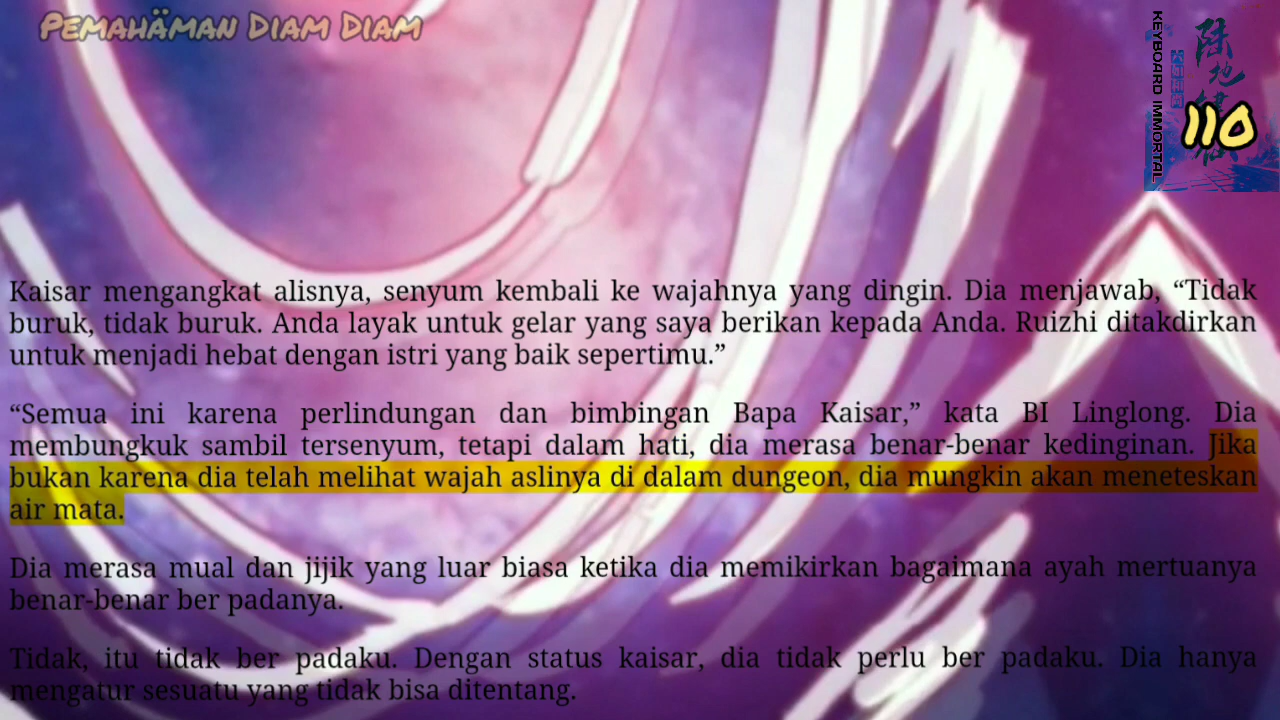 Pemahäman Diam Diam
KEYBOARD IMMORTAL
110
Kaisar mengangkat alisnya, senyum kembali ke wajahnya yang dingin. Dia menjawab, “Tidak
buruk, tidak buruk. Anda layak untuk gelar yang saya berikan kepada Anda. Ruizhi ditakdirkan
untuk menjadi hebat dengan istri yang baik sepertimu.”
“Semua ini karena perlindungan dan bimbingan Bapa Kaisar,” kata BI Linglong. Dia
membungkuk sambil tersenyum, tetapi dalam hati, dia merasa benar-benar kedinginan. Jika
bukan karena dia telah melihat wajah aslinya di dalam dungeon, dia mungkin akan meneteskan
air mata.
Dia merasa mual dan jijik yang luar biasa ketika dia memikirkan bagaimana ayah mertuanya
benar-benar ber padanya.
Tidak, itu tidak ber padaku. Dengan status kaisar, dia tidak perlu ber padaku. Dia hanya
mengatur sesuatu yang tidak bisa ditentang.